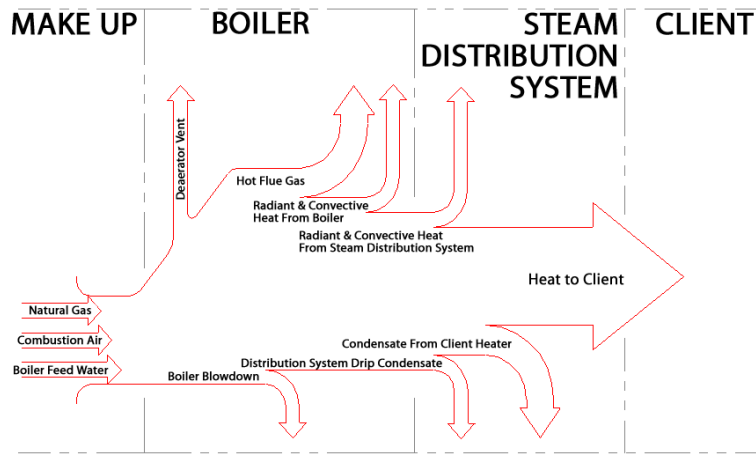 MAKE UP
BOILER
STEAM
DISTRIBUTION
SYSTEM
CLIENT
Deaerator Vent
Hot Flue Gas
Radiant & Convective
Heat From Boiler
Radiant & Convective Heat
From Steam Distribution System
Heat to Client
Natural Gas
Combustion Air
Boiler Feed Water
Condensate From Client Heater
Distribution System Drip Condensate
Boiler Blowdown